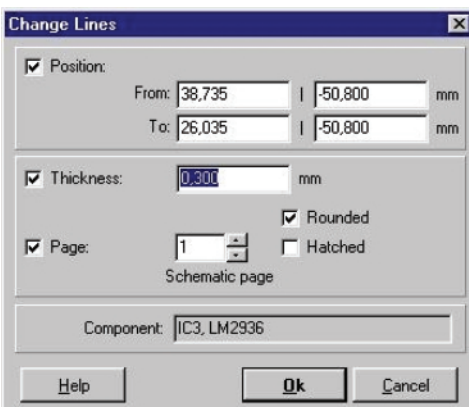 Change Lines
Position:
From: 38,735 | -50,800 mm
To: 26,035 | -50,800 mm
Thickness: 0,300 mm
Rounded
Page: 1 Hatched
Schematic page
Component: IC3, LM2936
Help Ok Cancel